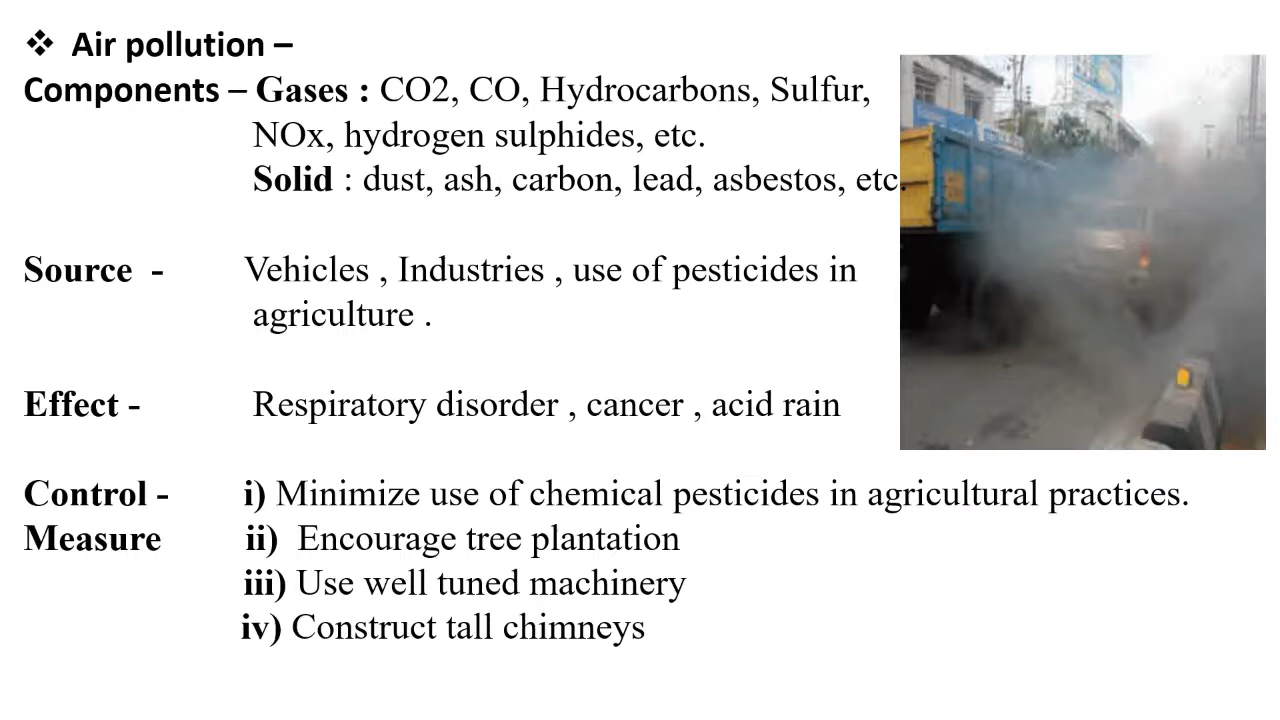 ❖ Air pollution –
Components – Gases : CO2, CO, Hydrocarbons, Sulfur,
NOx, hydrogen sulphides, etc.
Solid : dust, ash, carbon, lead, asbestos, etc.
Source - Vehicles , Industries , use of pesticides in
agriculture .
Effect - Respiratory disorder , cancer , acid rain
Control - i) Minimize use of chemical pesticides in agricultural practices.
Measure ii) Encourage tree plantation
iii) Use well tuned machinery
iv) Construct tall chimneys